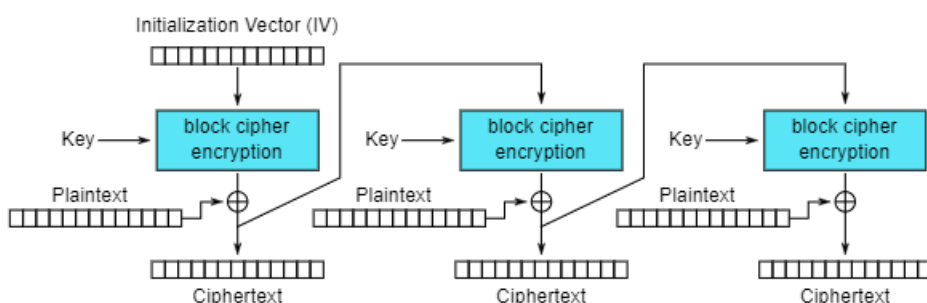 Initialization Vector (IV)
Key
block cipher
encryption
Key
block cipher
encryption
Key
block cipher
encryption
Plaintext
Plaintext
Plaintext
Ciphertext
Ciphertext
Ciphertext